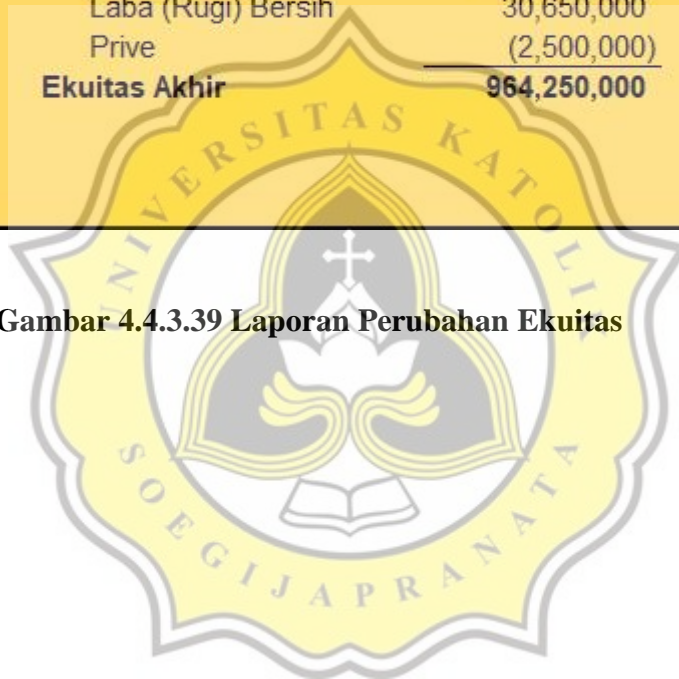 Laba (Rugi) Bersih 30,650,000
Prive (2,500,000)
Ekuitas Akhir 964,250,000
UNIVERSITAS KATOLIK
Gambar 4.4.3.39 Laporan Perubahan Ekuitas
SOEGIJAPRANATA